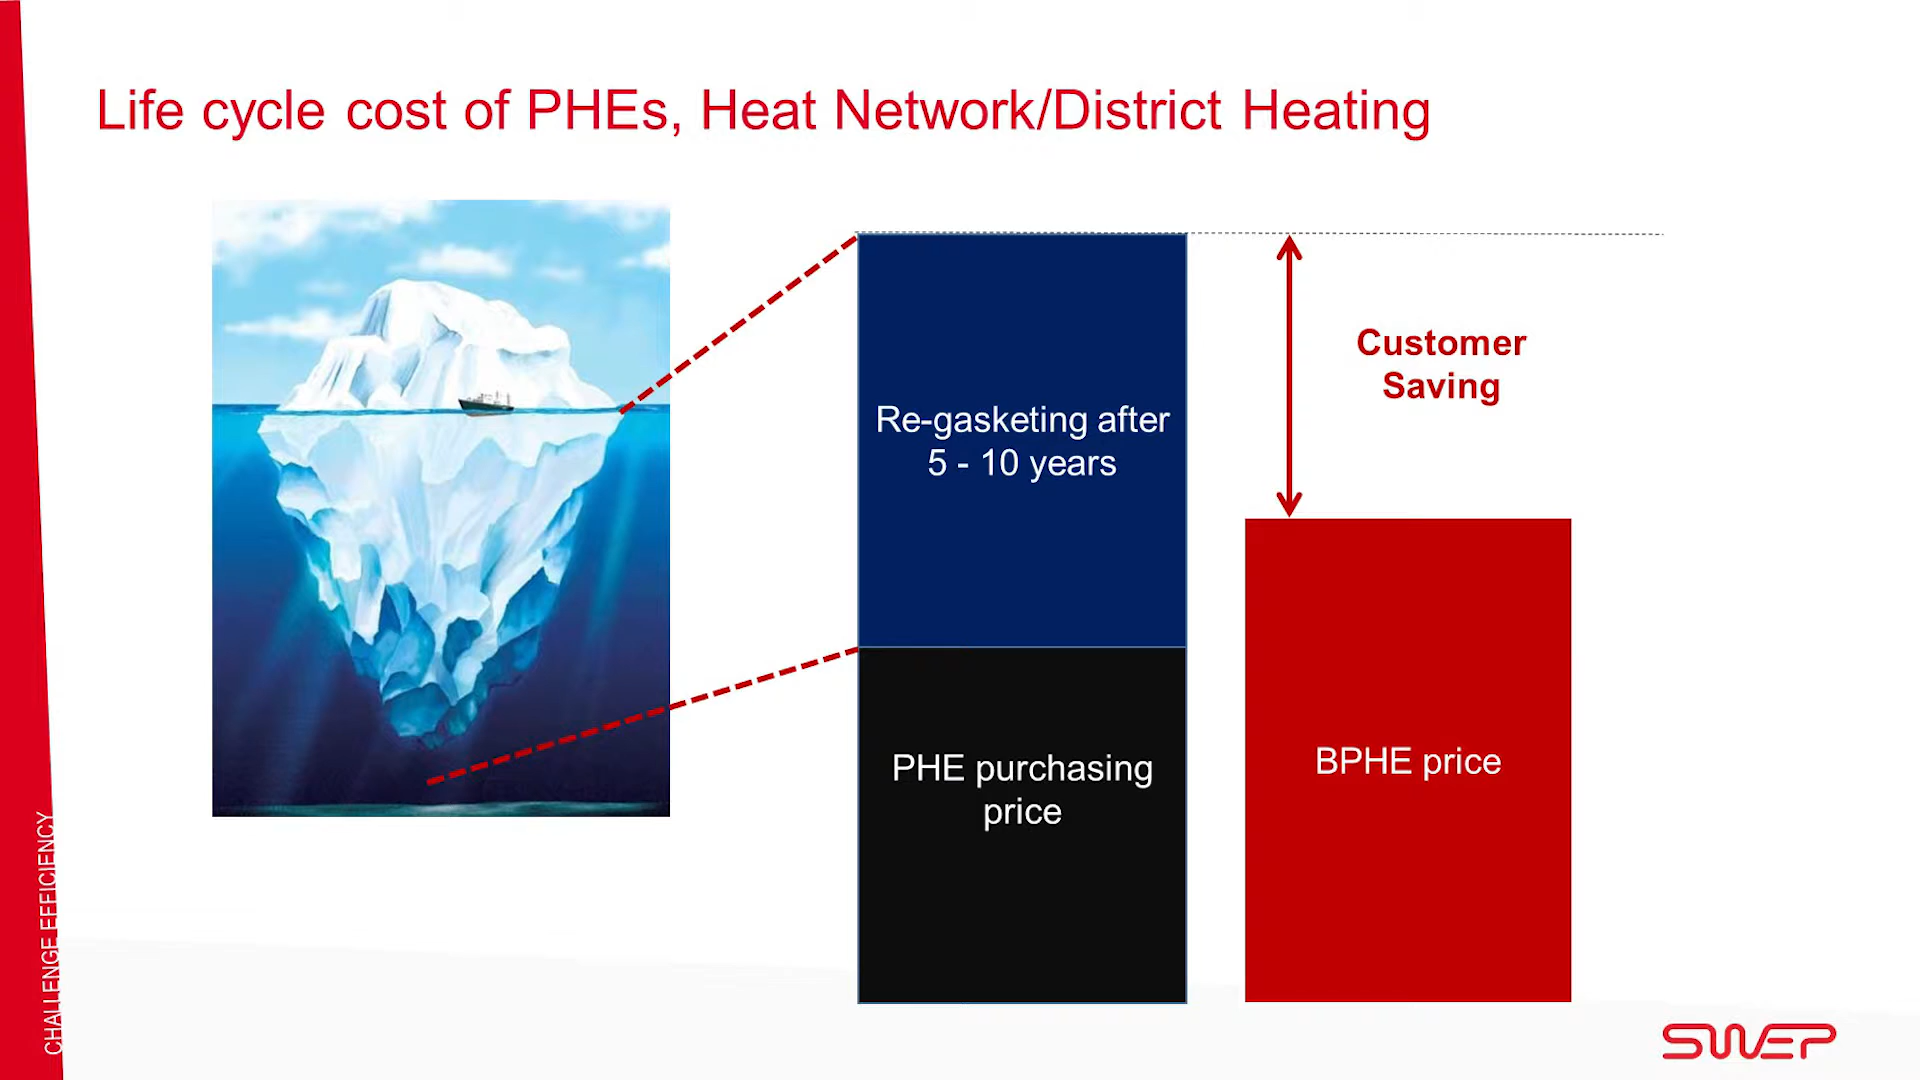 Life cycle cost of PHEs, Heat Network/District Heating
Re-gasketing after
5 - 10 years
PHE purchasing
price
Customer
Saving
BPHE price
CHALLENGE EFFICIENCY
SWEP